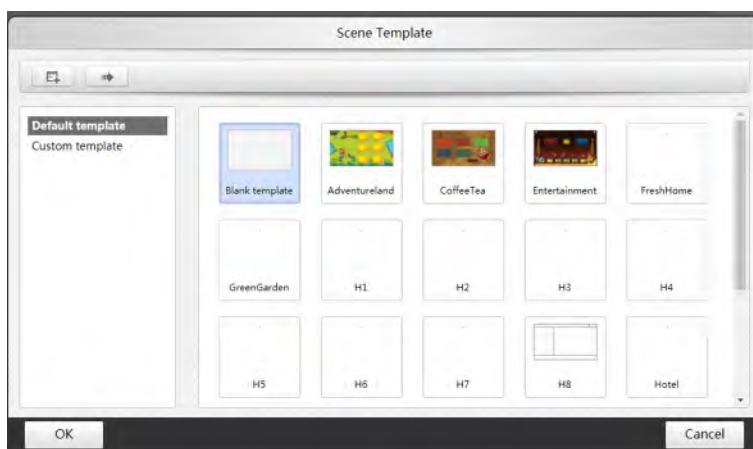 Scene Template
Default template
Custom template
Blank template
Adventureland
CoffeeTea
Entertainment
FreshHome
GreenGarden
H1
H2
H3
H4
H5
H6
H7
H8
Hotel
OK
Cancel